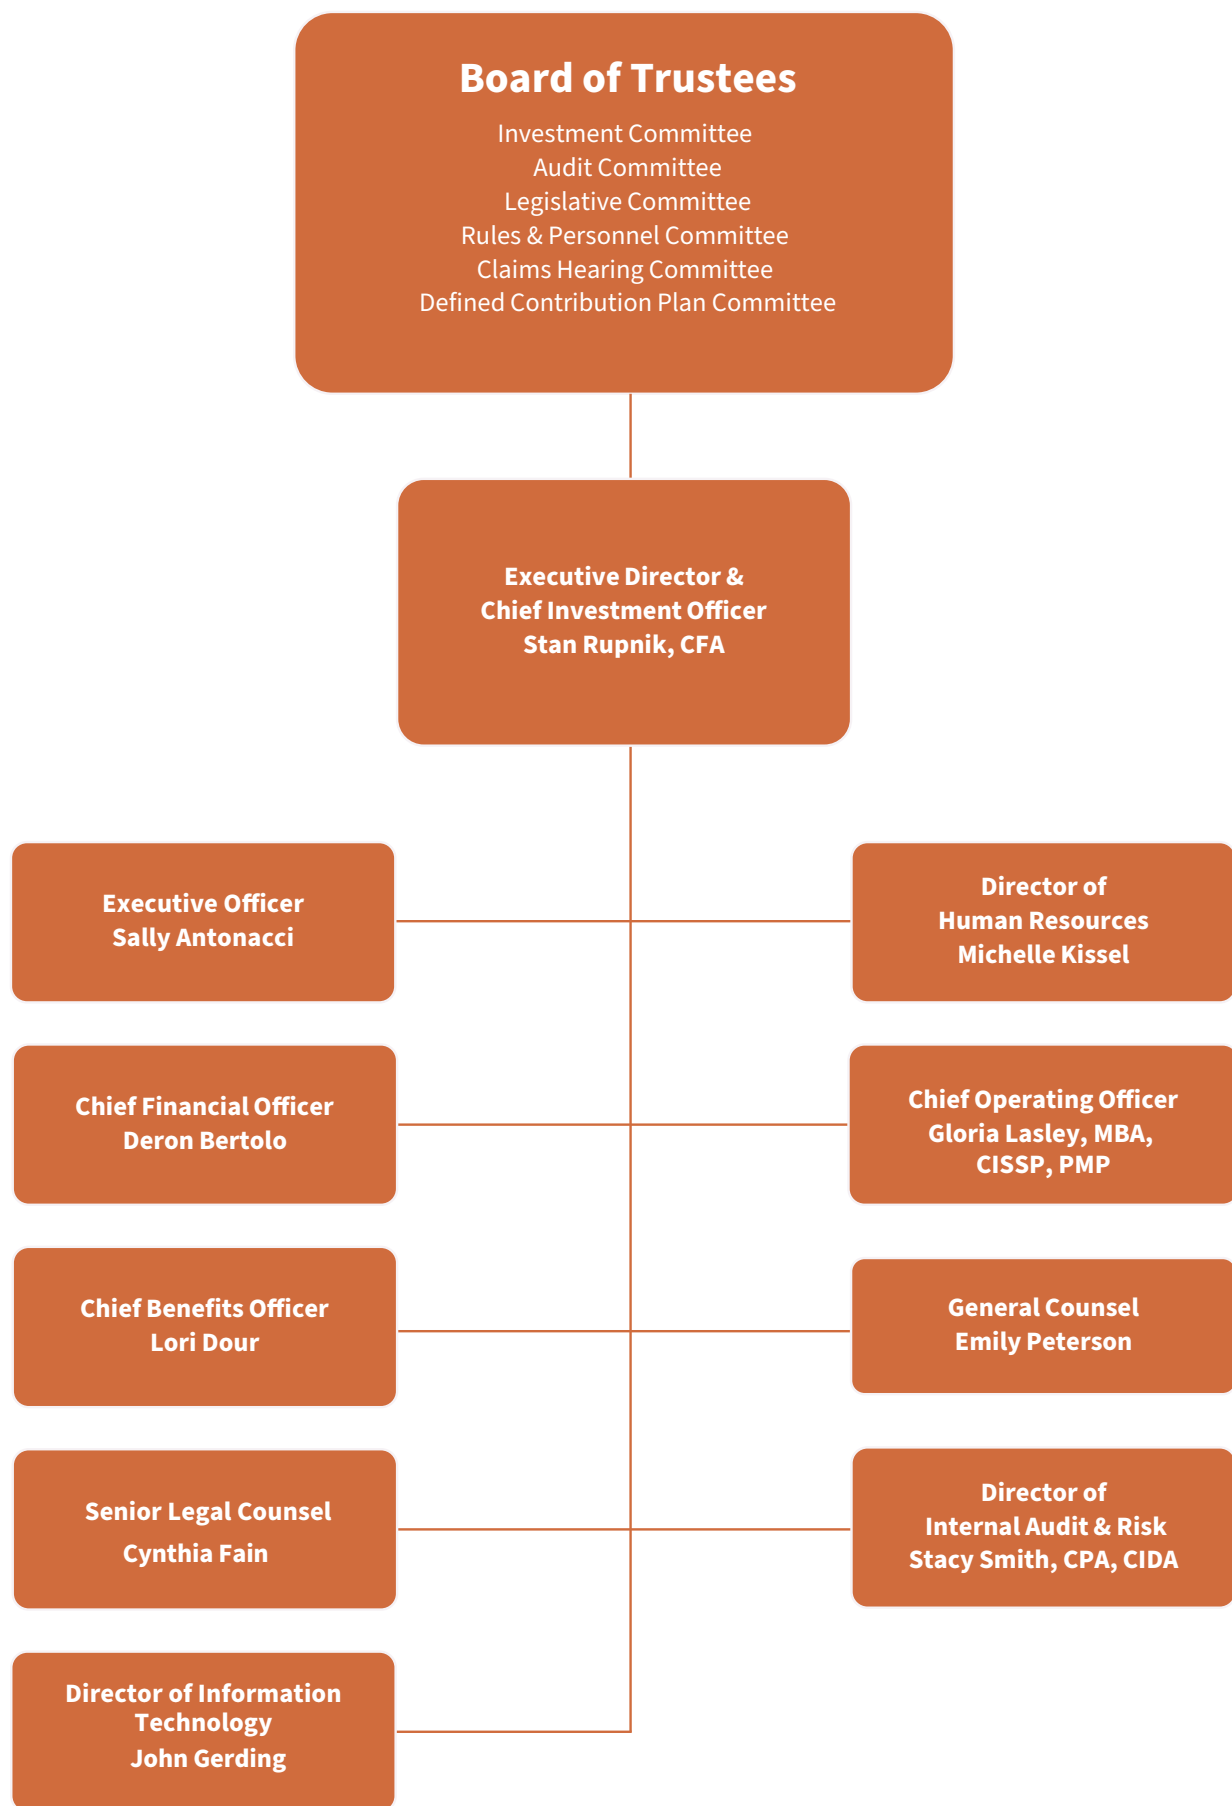 Board of Trustees
Investment Committee
Audit Committee
Legislative Committee
Rules & Personnel Committee
Claims Hearing Committee
Defined Contribution Plan Committee
Executive Director &
Chief Investment Officer
Stan Rupnik, CFA
Executive Officer
Sally Antonacci
Director of
Human Resources
Michelle Kissel
Chief Financial Officer
Deron Bertolo
Chief Operating Officer
Gloria Lasley, MBA,
CISSP, PMP
Chief Benefits Officer
Lori Dour
General Counsel
Emily Peterson
Senior Legal Counsel
Cynthia Fain
Director of
Internal Audit & Risk
Stacy Smith, CPA, CIDA
Director of Information
Technology
John Gerding